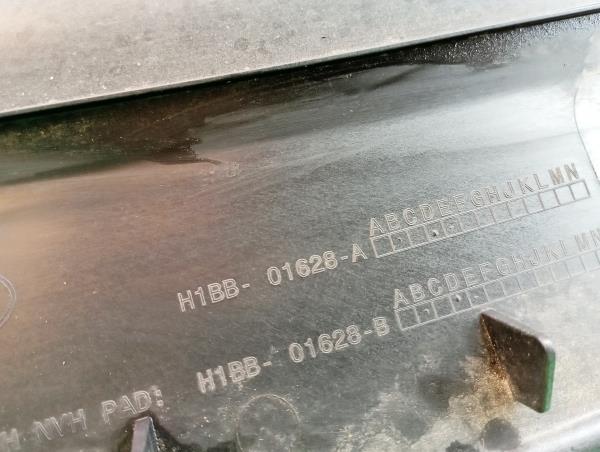 ABCDEFGHJKLMN
H1BB- 01628-A
ABCDEFGHJKLMN
H1BB- 01628-B
H NVH PAD: